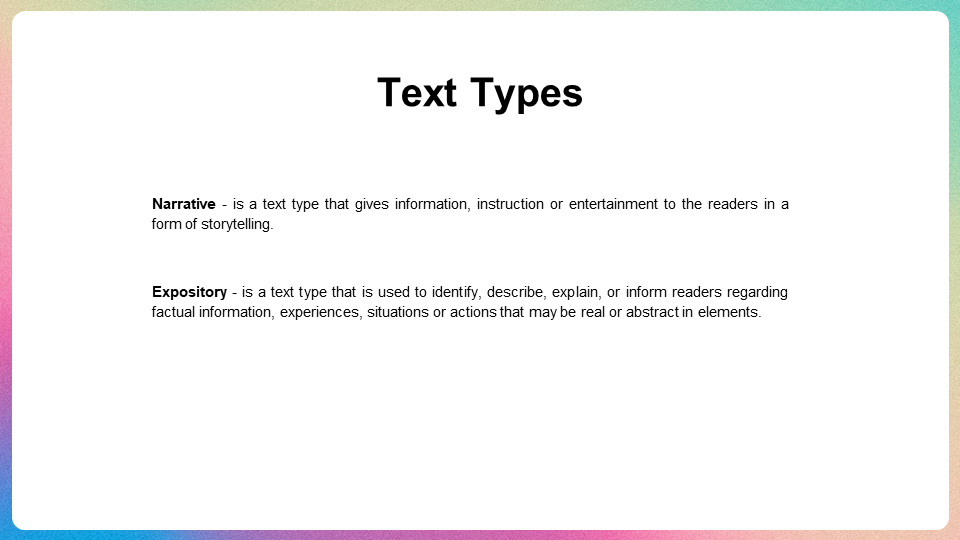 Text Types
Narrative - is a text type that gives information, instruction or entertainment to the readers in a
form of storytelling.
Expository - is a text type that is used to identify, describe, explain, or inform readers regarding
factual information, experiences, situations or actions that may be real or abstract in elements.